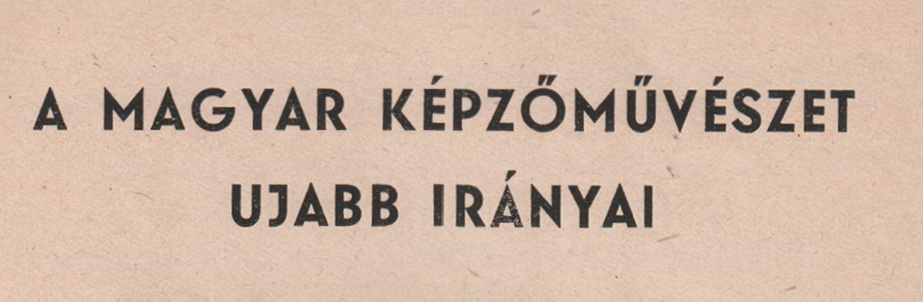 A MAGYAR KÉPZŐMŰVÉSZET
UJABB IRÁNYAI